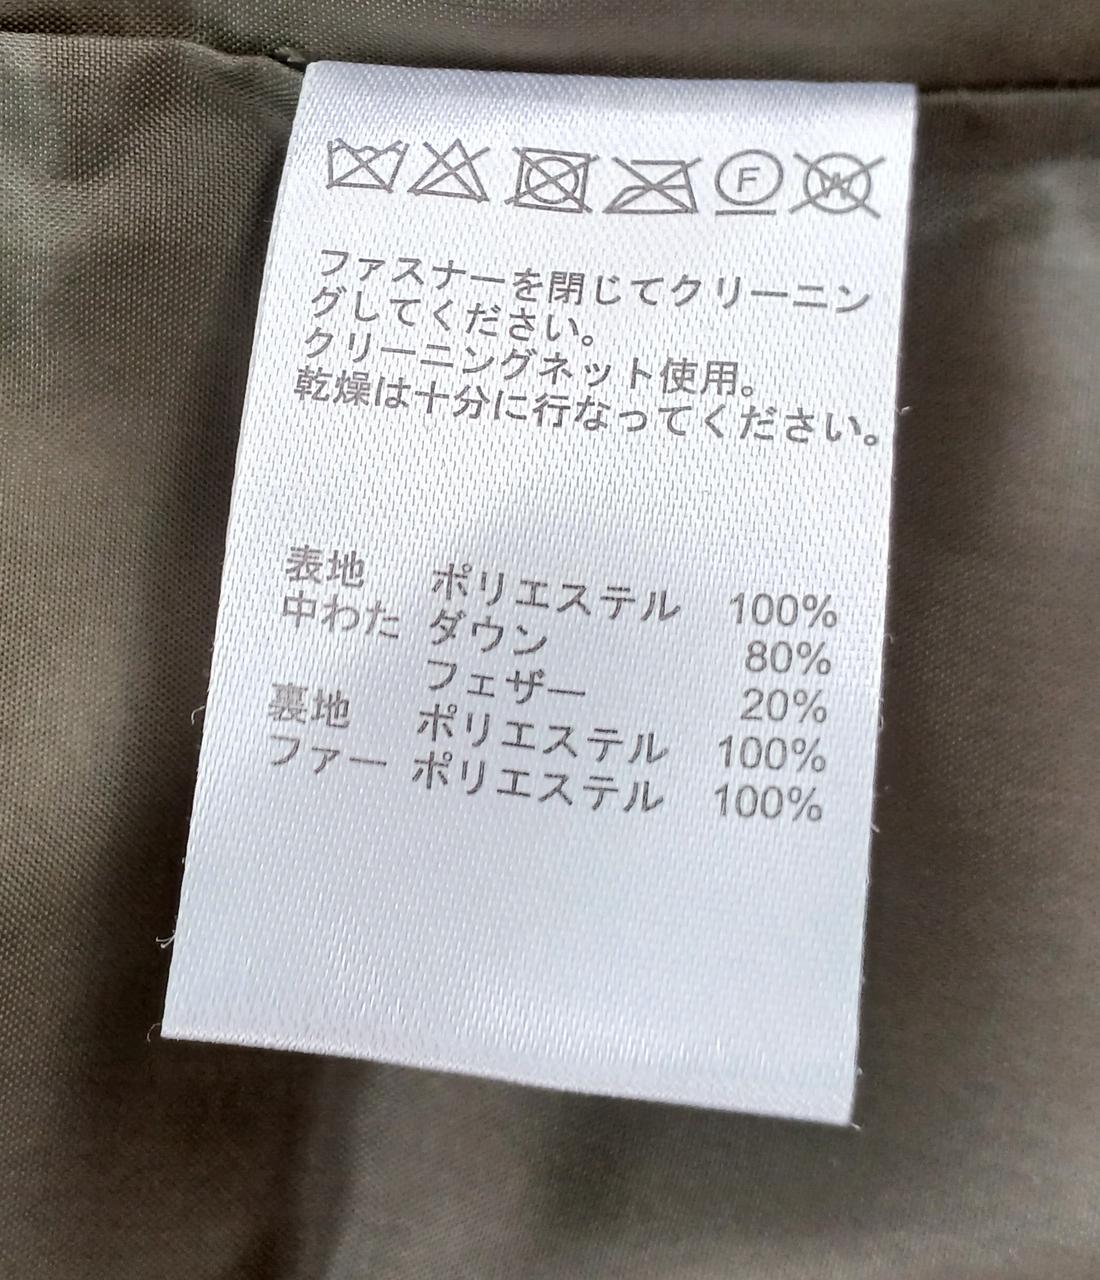 F W
ファスナーを閉じてクリーニン
グしてください。
クリーニングネット使用。
乾燥は十分に行なってください。
表地 ポリエステル 100%
中わた ダウン 80%
フェザー 20%
裏地 ポリエステル 100%
ファー ポリエステル 100%